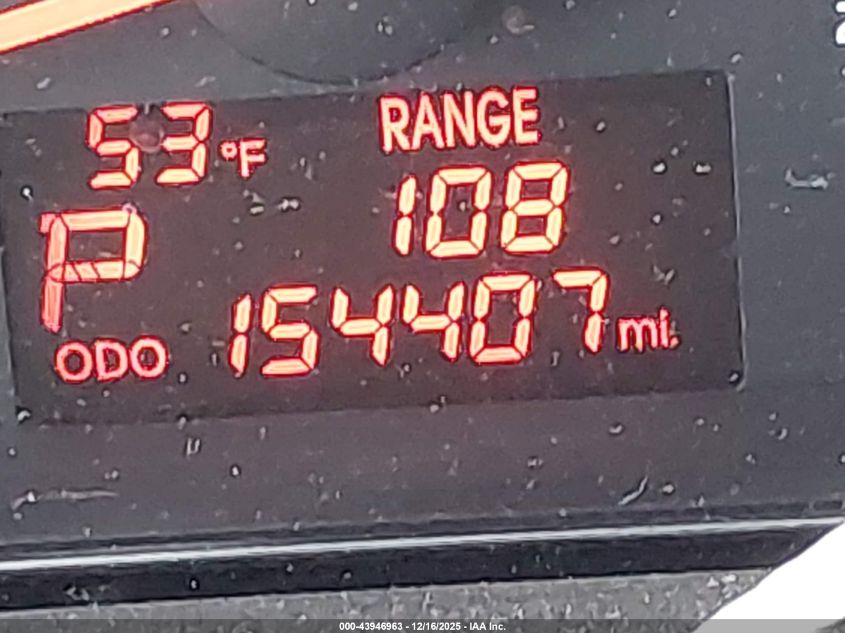 53 °F RANGE
108
P
ODO 154407 mi.
000-43946963 - 12/16/2025 - IAA Inc.